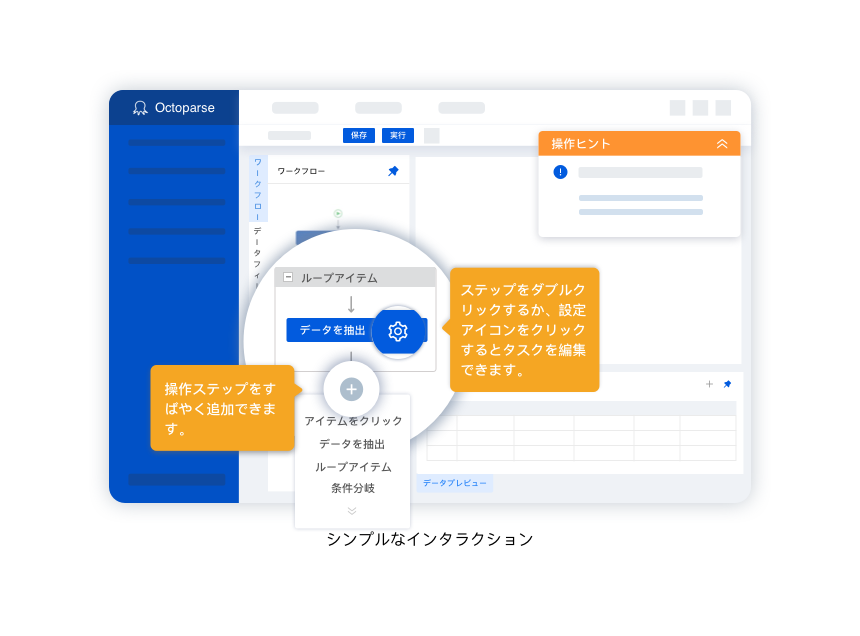 Octoparse
保存
実行
操作ヒント
ワークフロー
ワークフロー
データフィ
ループアイテム
データを抽出
ステップをダブルク
リックするか、設定
アイコンをクリック
するとタスクを編集
できます。
操作ステップをす
ばやく追加できま
す。
アイテムをクリック
データを抽出
ループアイテム
条件分岐
データプレビュー
シンプルなインタラクション